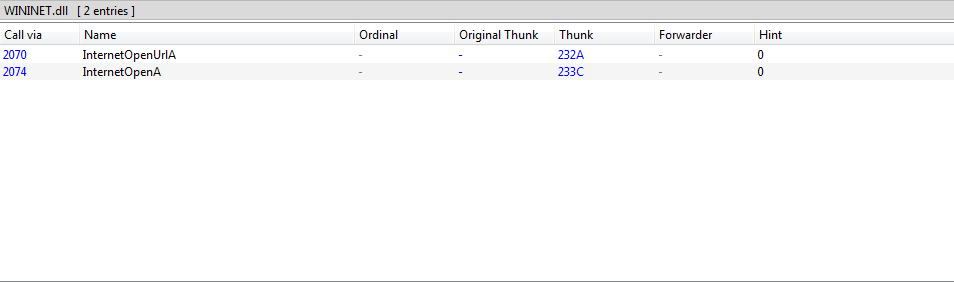 WININET.dll [ 2 entries ]
Call via Name Ordinal Original Thunk Thunk Forwarder Hint
2070 InternetOpenUrlA - - 232A - 0
2074 InternetOpenA - - 233C - 0